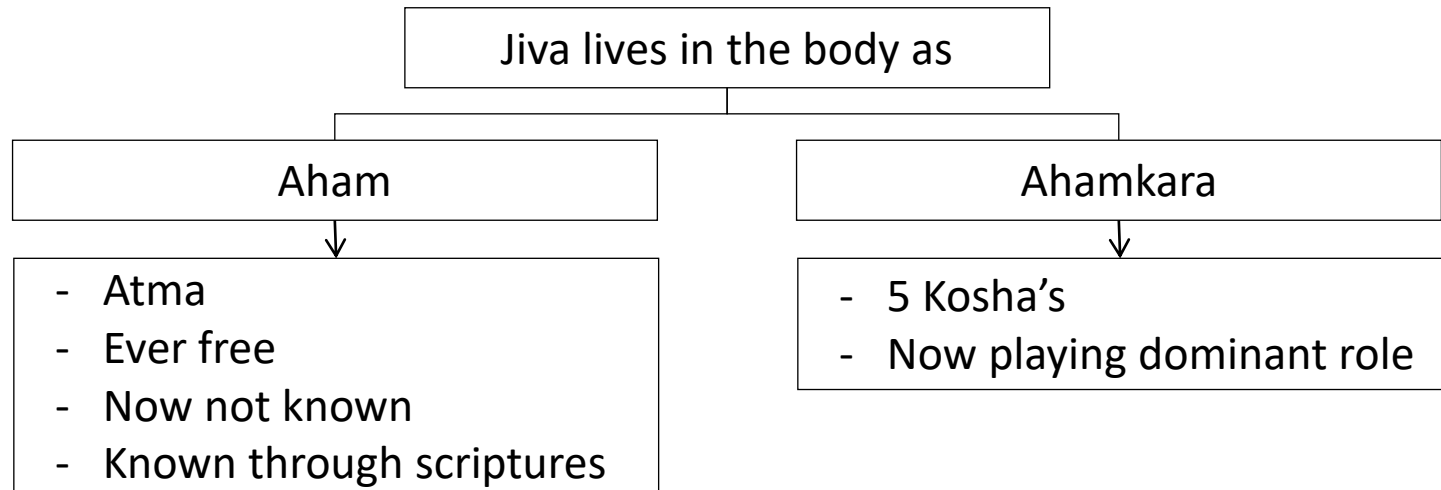 Jiva lives in the body as
Aham
Ahamkara
- Atma
- Ever free
- Now not known
- Known through scriptures
- 5 Kosha’s
- Now playing dominant role